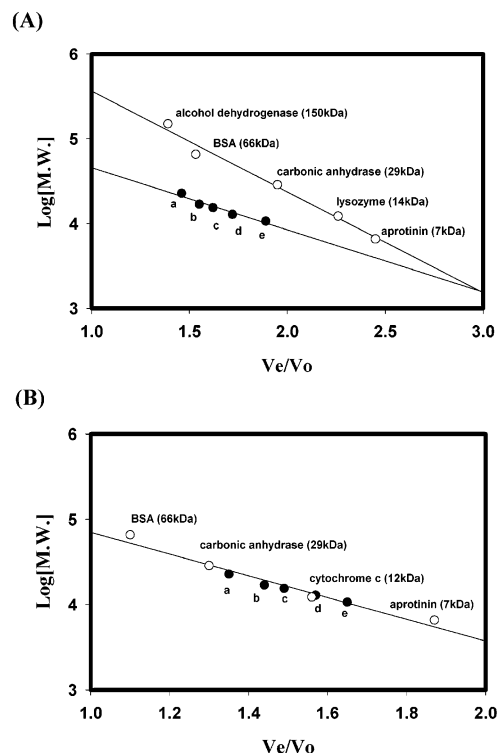 (A)
6
5
4
3
Log[M.W.]
alcohol dehydrogenase (150kDa)
BSA (66kDa)
carbonic anhydrase (29kDa)
lysozyme (14kDa)
aprotinin (7kDa)
a
b
c
d
e
1.0 1.5 2.0 2.5 3.0
Ve/Vo
(B)
6
5
4
3
Log[M.W.]
BSA (66kDa)
carbonic anhydrase (29kDa)
cytochrome c (12kDa)
aprotinin (7kDa)
a
b
c
d
e
1.0 1.2 1.4 1.6 1.8 2.0
Ve/Vo